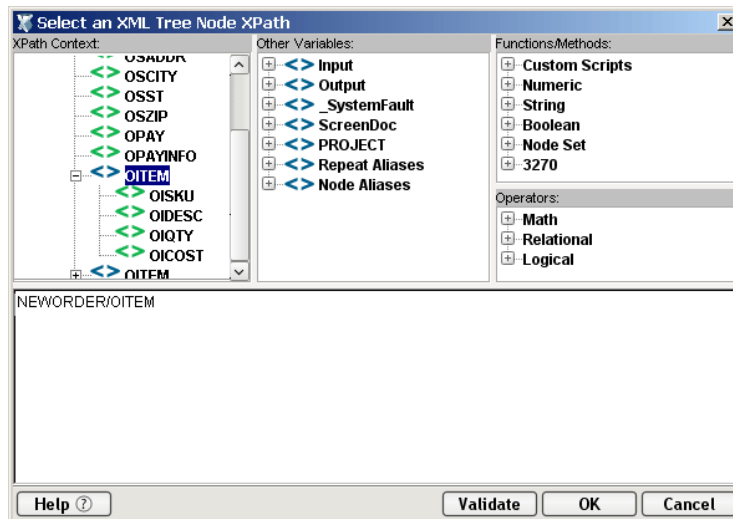 Select an XML Tree Node XPath
XPath Context:
OSADDR
OSCITY
OSST
OSZIP
OPAY
OPAYINFO
OITEM
OISKU
OIDESC
OIQTY
OICOST
OITEM
Other Variables:
Input
Output
_SystemFault
ScreenDoc
PROJECT
Repeat Aliases
Node Aliases
Functions/Methods:
Custom Scripts
Numeric
String
Boolean
Node Set
3270
Operators:
Math
Relational
Logical
NEWORDER/OITEM
Help ?
Validate
OK
Cancel